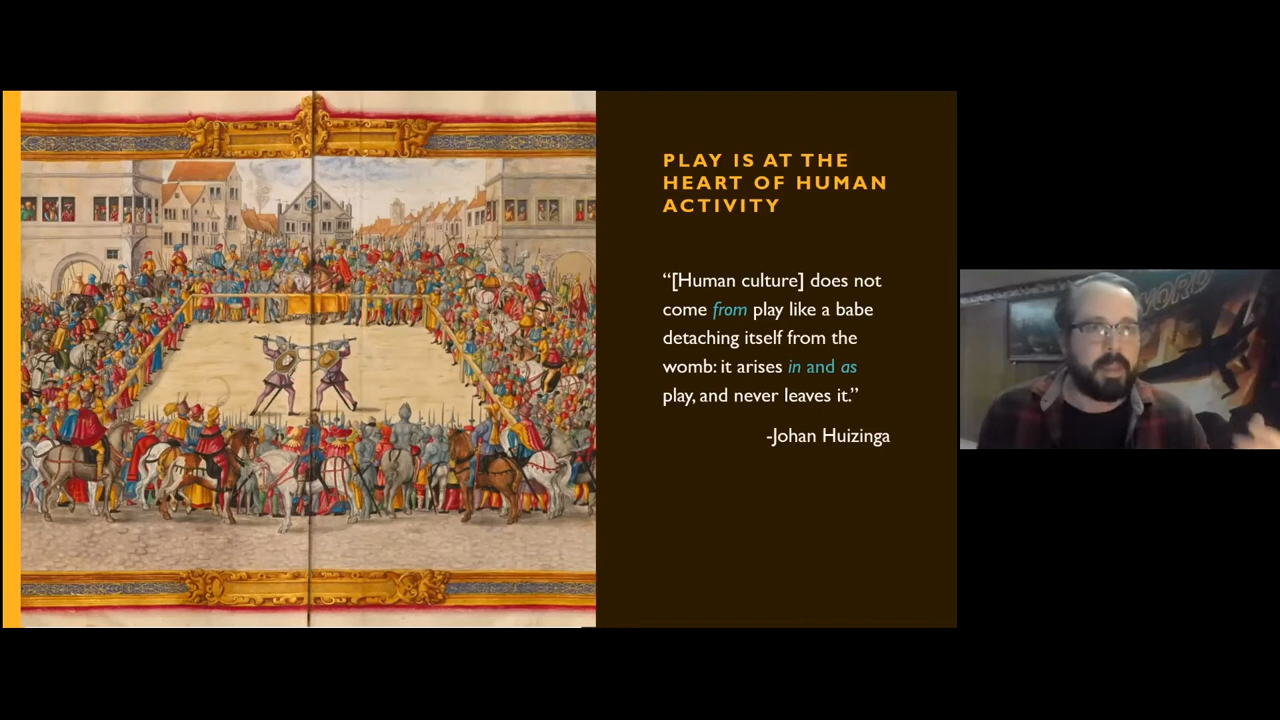 PLAY IS AT THE
HEART OF HUMAN
ACTIVITY
“[Human culture] does not
come from play like a babe
detaching itself from the
womb: it arises in and as
play, and never leaves it.”
-Johan Huizinga